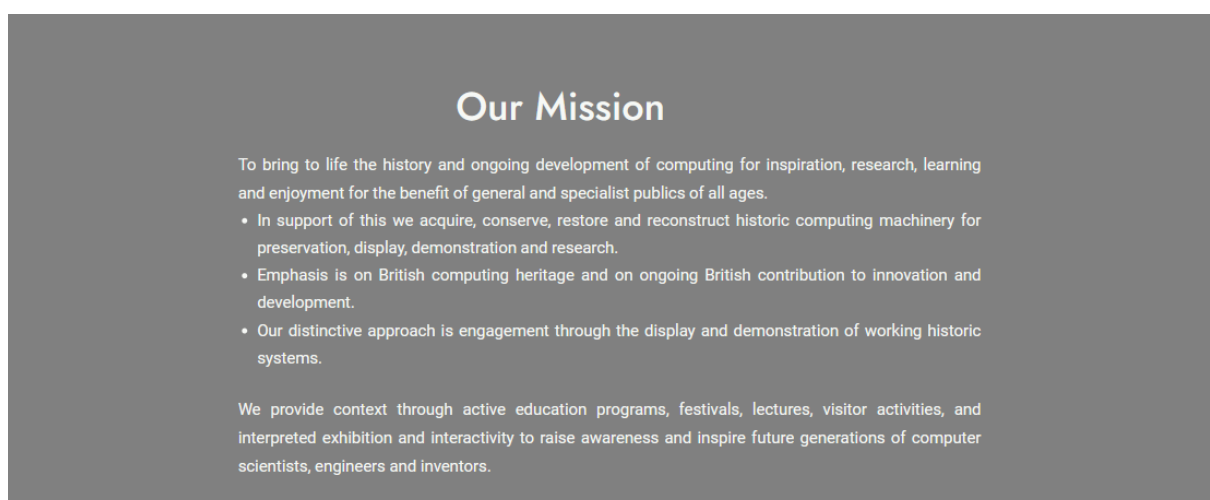 Our Mission
To bring to life the history and ongoing development of computing for inspiration, research, learning
and enjoyment for the benefit of general and specialist publics of all ages.
• In support of this we acquire, conserve, restore and reconstruct historic computing machinery for
preservation, display, demonstration and research.
• Emphasis is on British computing heritage and on ongoing British contribution to innovation and
development.
• Our distinctive approach is engagement through the display and demonstration of working historic
systems.
We provide context through active education programs, festivals, lectures, visitor activities, and
interpreted exhibition and interactivity to raise awareness and inspire future generations of computer
scientists, engineers and inventors.